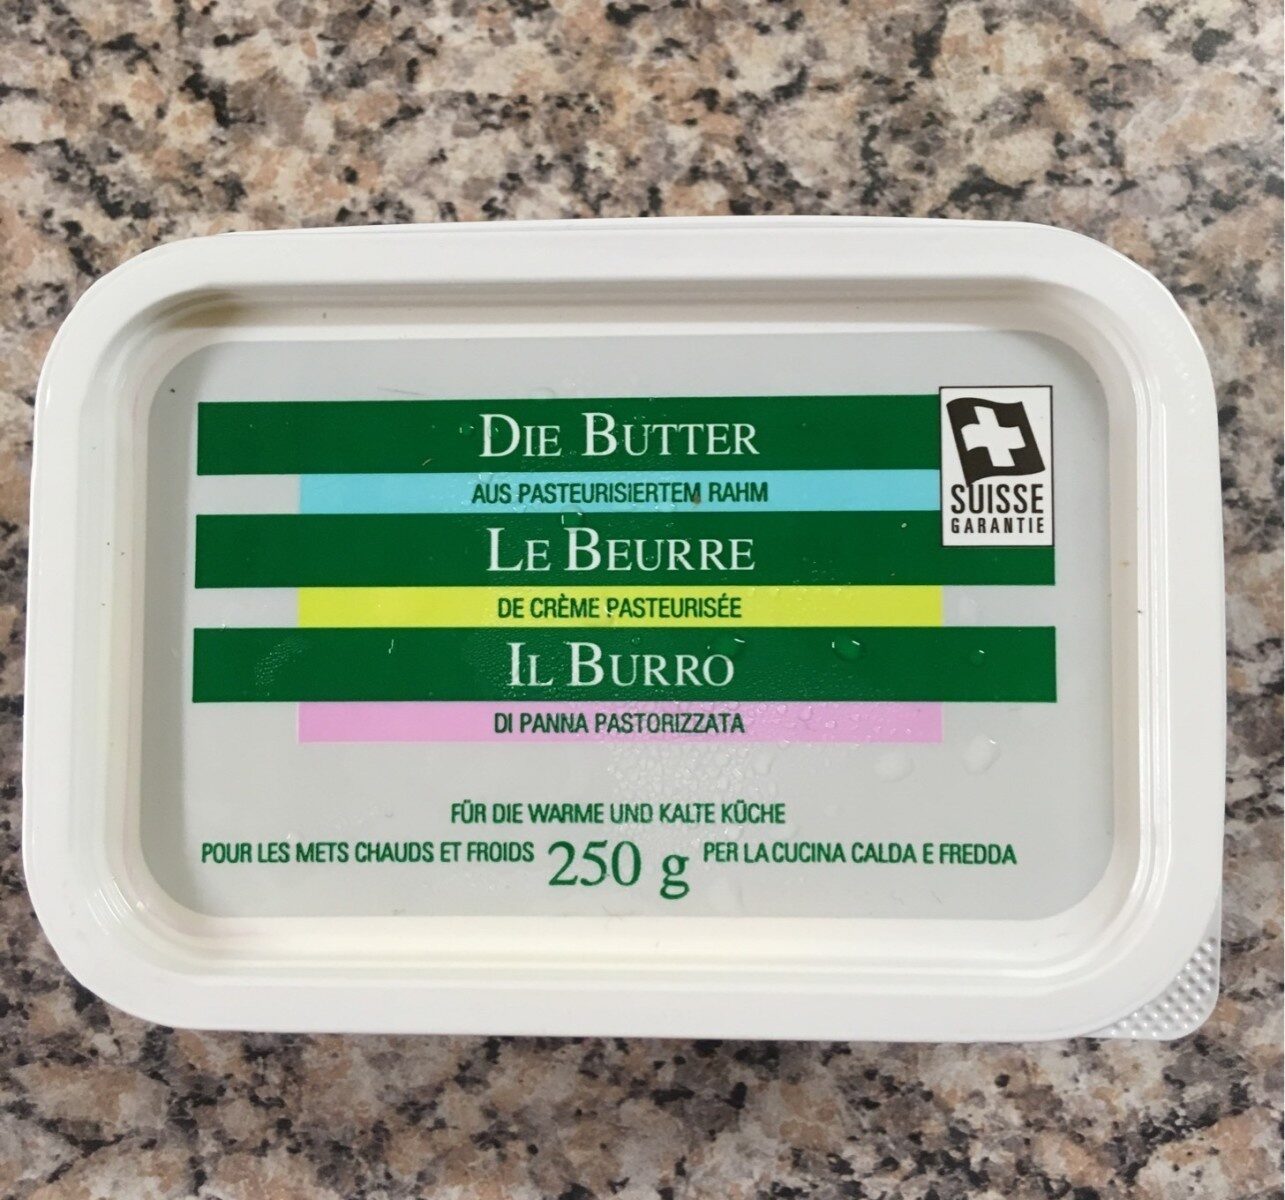 DIE BUTTER
AUS PASTEURISIERTEM RAHM
SUISSE
GARANTIE
LE BEURRE
DE CRÈME PASTEURISÉE
IL BURRO
DI PANNA PASTORIZZATA
FÜR DIE WARME UND KALTE KÜCHE
POUR LES METS CHAUDS ET FROIDS 250 g PER LA CUCINA CALDA E FREDDA